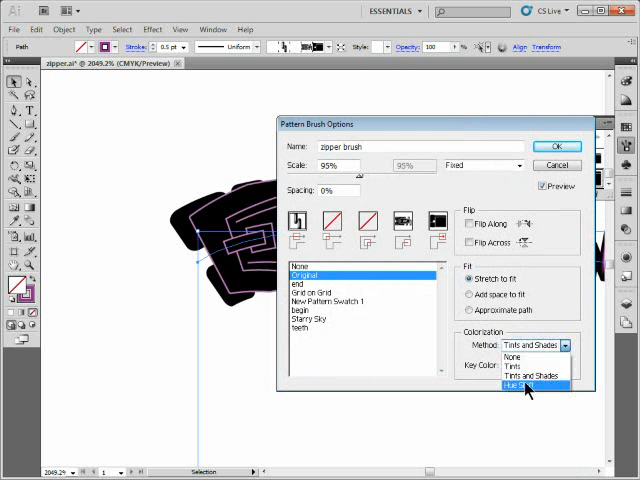 Ai
Br
ESSENTIALS
CS Live
File Edit Object Type Select Effect View Window Help
Path
Stroke: 0.5 pt
Uniform
Style:
Opacity: 100
Align Transform
zipper.ai* @ 2049.2% (CMYK/Preview)
Pattern Brush Options
Name: zipper brush
OK
Scale: 95% 95% Fixed
Cancel
Spacing: 0%
Preview
Flip
Flip Along
Flip Across
None
Original
end
Grid on Grid
New Pattern Swatch 1
begin
Starry Sky
teeth
Fit
Stretch to fit
Add space to fit
Approximate path
Colorization
Method: Tints and Shades
None
Tints
Tints and Shades
Key Color:
2049.2% 1 Selection